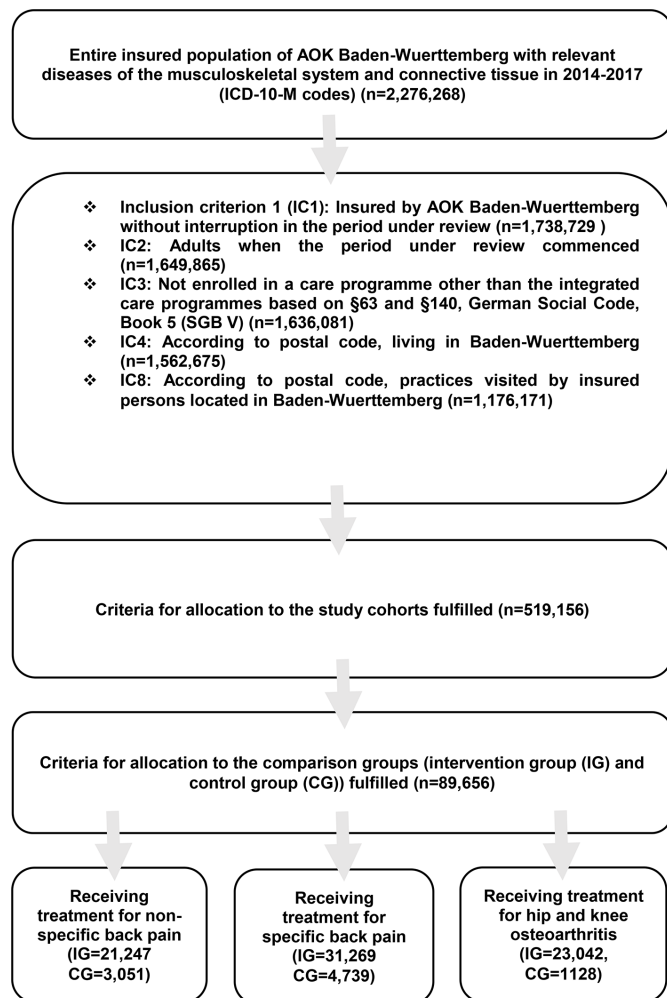 Entire insured population of AOK Baden-Wuerttemberg with relevant
diseases of the musculoskeletal system and connective tissue in 2014-2017
(ICD-10-M codes) (n=2,276,268)
❖ Inclusion criterion 1 (IC1): Insured by AOK Baden-Wuerttemberg
without interruption in the period under review (n=1,738,729 )
❖ IC2: Adults when the period under review commenced
(n=1,649,865)
❖ IC3: Not enrolled in a care programme other than the integrated
care programmes based on §63 and §140, German Social Code,
Book 5 (SGB V) (n=1,636,081)
❖ IC4: According to postal code, living in Baden-Wuerttemberg
(n=1,562,675)
❖ IC8: According to postal code, practices visited by insured
persons located in Baden-Wuerttemberg (n=1,176,171)
Criteria for allocation to the study cohorts fulfilled (n=519,156)
Criteria for allocation to the comparison groups (intervention group (IG) and
control group (CG)) fulfilled (n=89,656)
Receiving
treatment for non-
specific back pain
(IG=21,247
CG=3,051)
Receiving
treatment for
specific back pain
(IG=31,269
CG=4,739)
Receiving treatment
for hip and knee
osteoarthritis
(IG=23,042,
CG=1128)